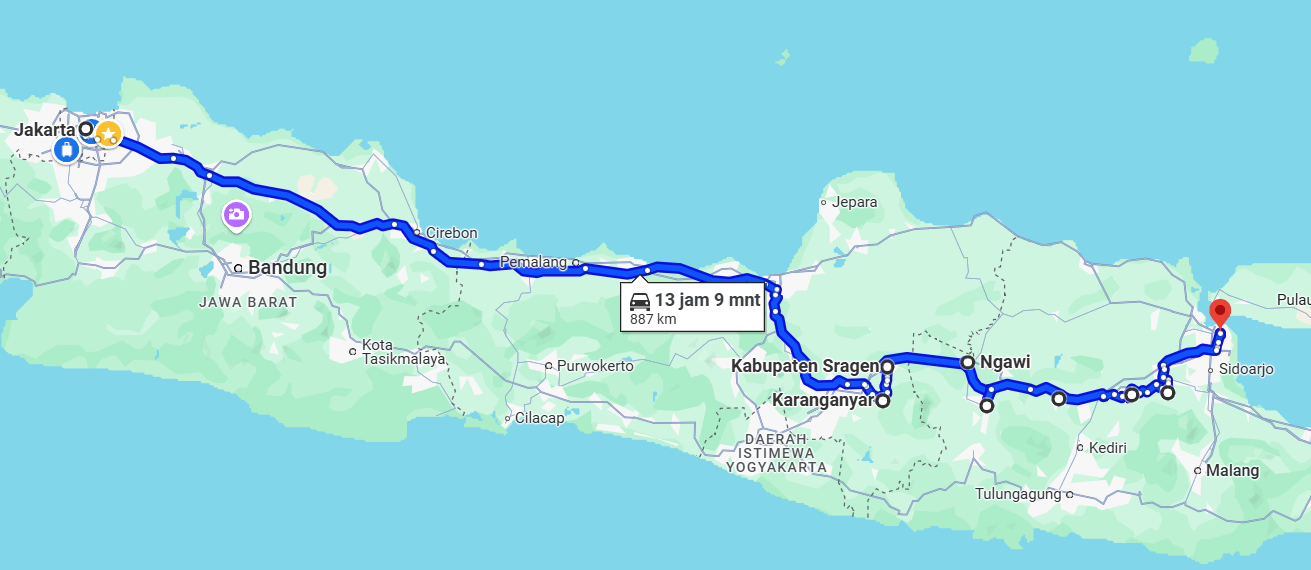 Jakarta
Bandung
JAWA BARAT
Cirebon
Kota
Tasikmalaya
Pemalang
Purwokerto
Cilacap
13 jam 9 mnt
887 km
Jepara
Kabupaten Sragen
Karanganyar
DAERAH
ISTIMEWA
YOGYAKARTA
Ngawi
Kediri
Tulungagung
Malang
Sidoarjo
Pulau